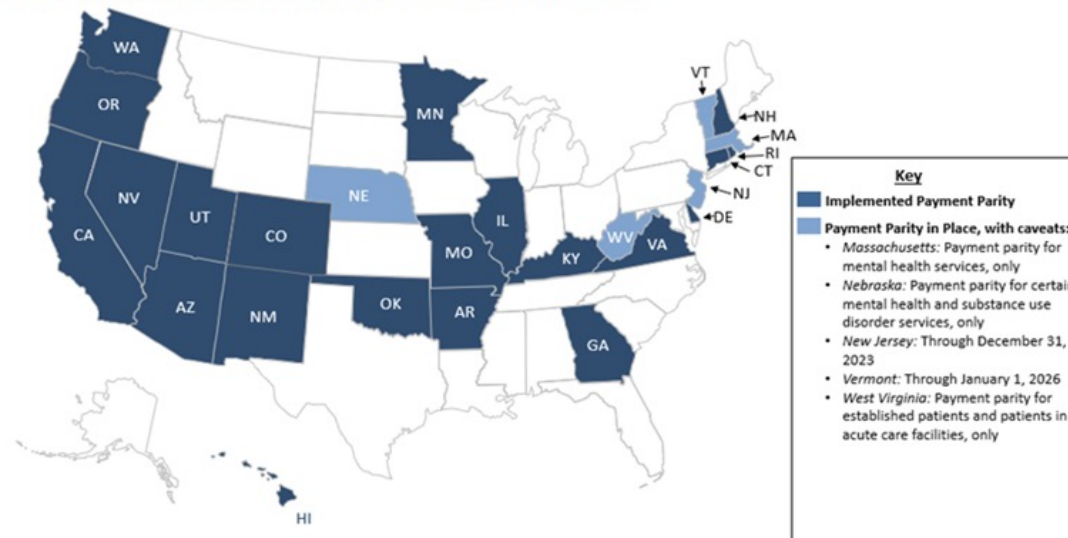 WA
OR
NV
CA
UT
CO
AZ
NM
NE
MN
IL
MO
OK
AR
KY
WV
VA
GA
HI
VT
NH
MA
RI
CT
NJ
DE
Key
Implemented Payment Parity
Payment Parity in Place, with caveats:
• Massachusetts: Payment parity for
mental health services, only
• Nebraska: Payment parity for certain
mental health and substance use
disorder services, only
• New Jersey: Through December 31,
2023
• Vermont: Through January 1, 2026
• West Virginia: Payment parity for
established patients and patients in
acute care facilities, only